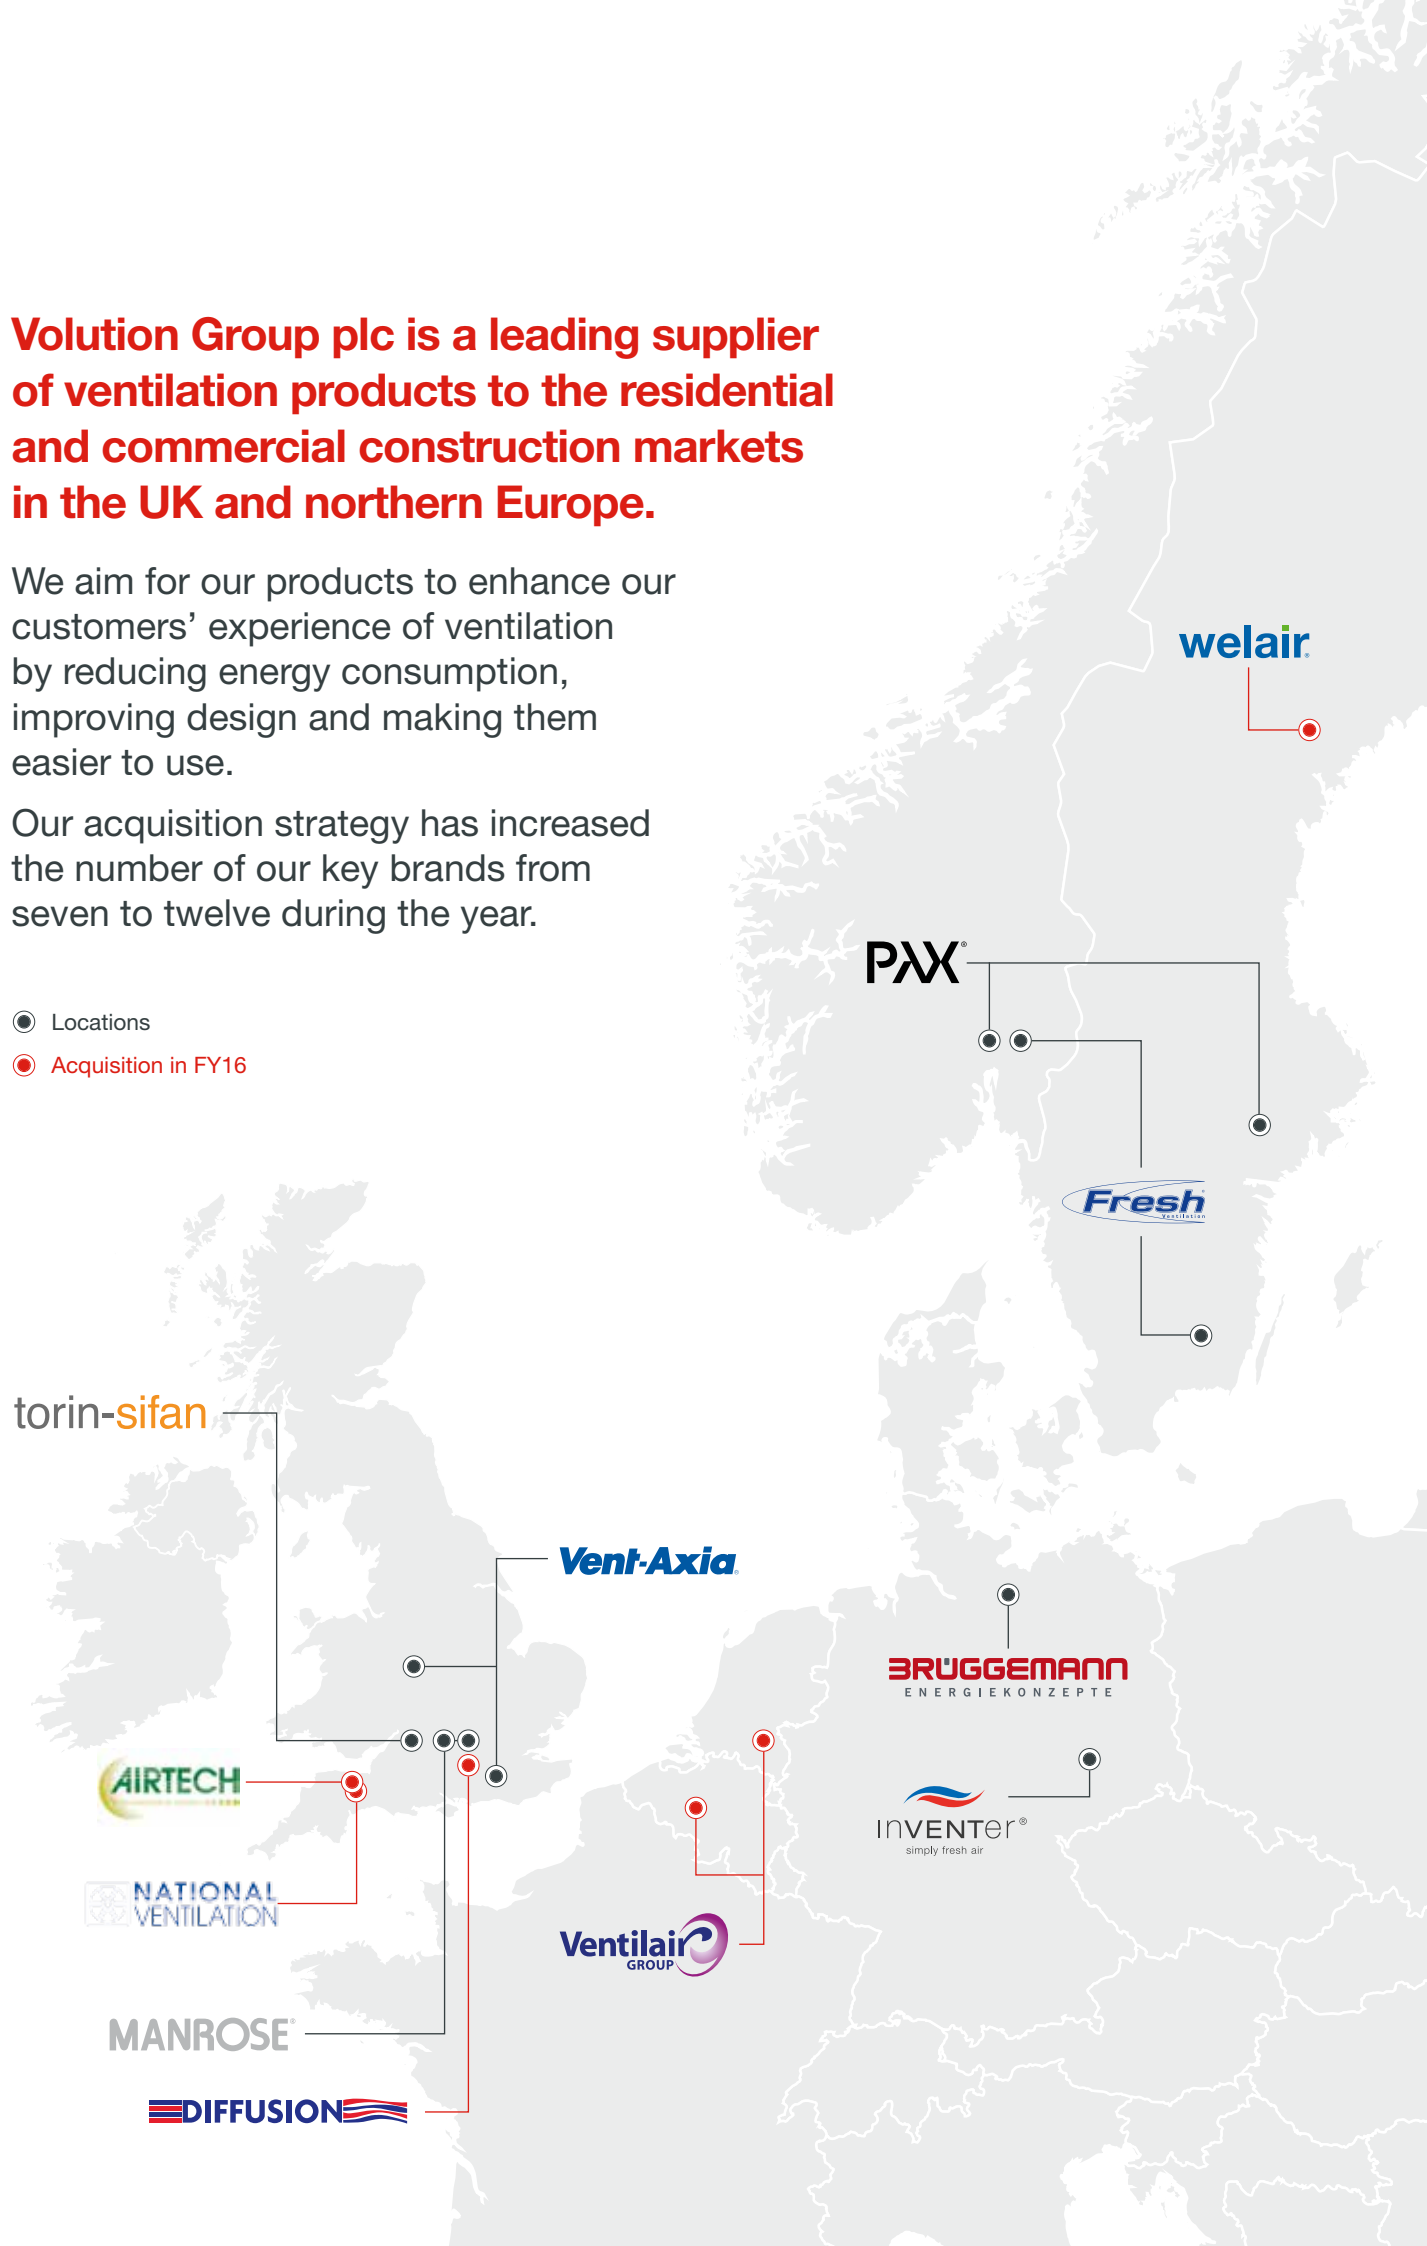 Volution Group plc is a leading supplier
of ventilation products to the residential
and commercial construction markets
in the UK and northern Europe.
We aim for our products to enhance our
customers’ experience of ventilation
by reducing energy consumption,
improving design and making them
easier to use.
Our acquisition strategy has increased
the number of our key brands from
seven to twelve during the year.
Locations
Acquisition in FY16
welair®
PAX®
Fresh
Ventilation
torin-sifan
Vent-Axia®
BRÜGGEMANN
ENERGIEKONZEPTE
AIRTECH
inVENTer®
simply fresh air
NATIONAL
VENTILATION
Ventilair
GROUP
MANROSE®
DIFFUSION